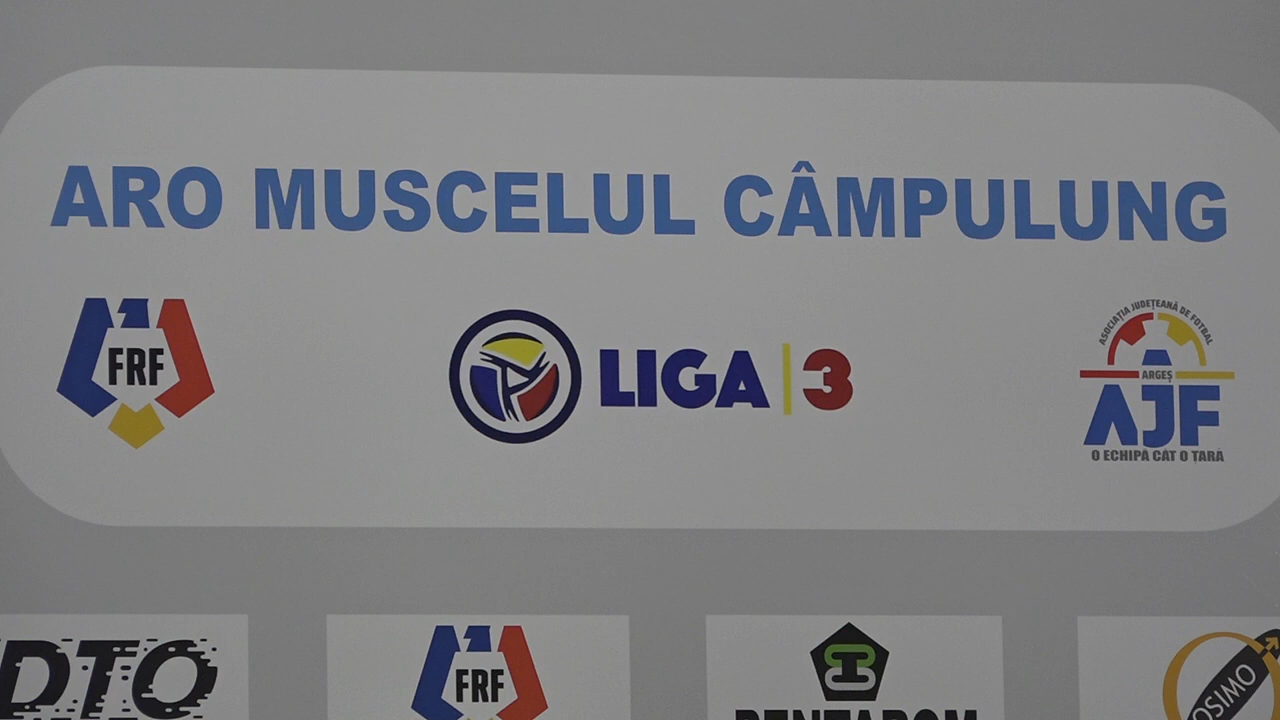 ARO MUSCELUL CÂMPULUNG
FRF
LIGA 3
ASOCIAȚIA JUDEȚEANĂ DE FOTBAL
ARGEȘ
AJF
O ECHIPĂ CÂT O ȚARĂ
FRF